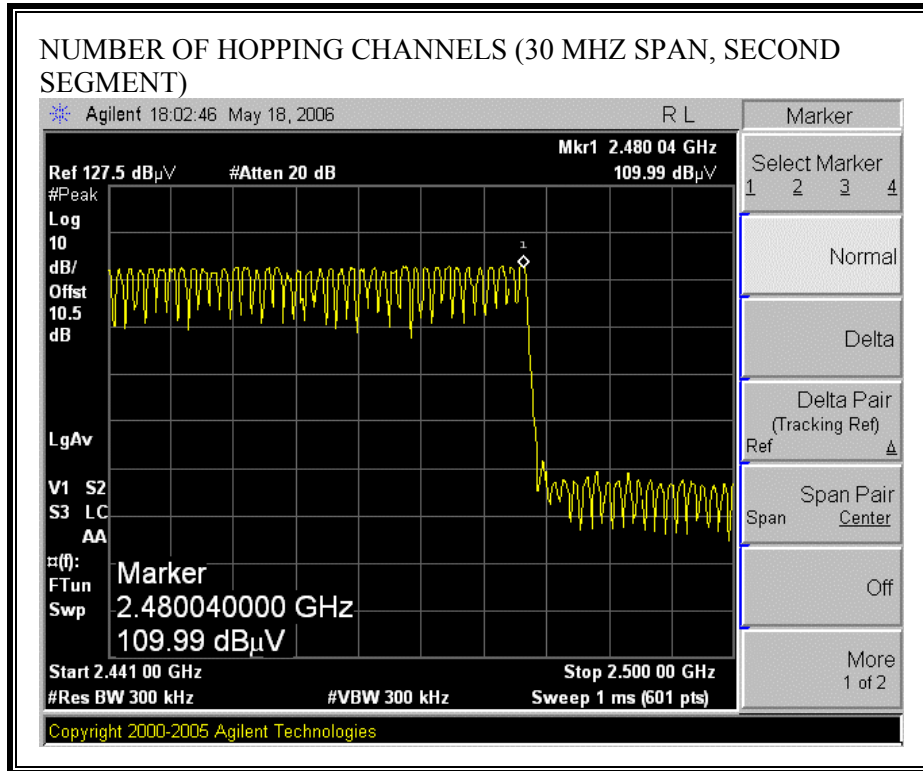 NUMBER OF HOPPING CHANNELS (30 MHZ SPAN, SECOND
SEGMENT)
Agilent 18:02:46 May 18, 2006 R L
Marker
Mkr1 2.480 04 GHz
Ref 127.5 dBµV #Atten 20 dB 109.99 dBµV
#Peak
Log
10
dB/
Offst
10.5
dB
LgAv
V1 S2
S3 LC
AA
¤(f):
FTun
Swp
1
Marker
2.480040000 GHz
109.99 dBµV
Start 2.441 00 GHz Stop 2.500 00 GHz
#Res BW 300 kHz #VBW 300 kHz Sweep 1 ms (601 pts)
Select Marker
1 2 3 4
Normal
Delta
Delta Pair
(Tracking Ref)
Ref Δ
Span Pair
Span Center
Off
More
1 of 2
Copyright 2000-2005 Agilent Technologies